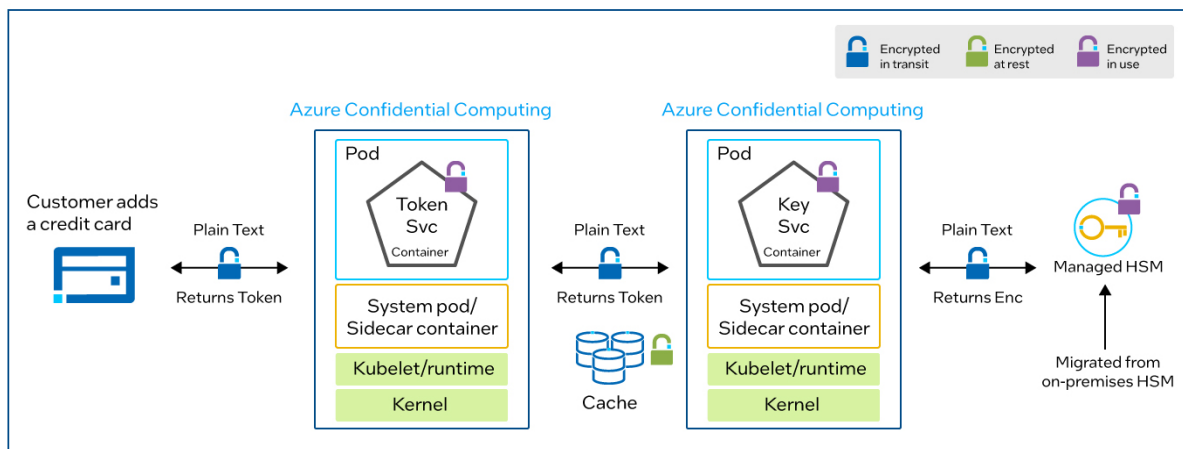 Encrypted
in transit
Encrypted
at rest
Encrypted
in use
Azure Confidential Computing
Azure Confidential Computing
Customer adds
a credit card
Plain Text
Returns Token
Pod
Token
Svc
Container
System pod/
Sidecar container
Kubelet/runtime
Kernel
Plain Text
Returns Token
Cache
Pod
Key
Svc
Container
System pod/
Sidecar container
Kubelet/runtime
Kernel
Plain Text
Returns Enc
Managed HSM
Migrated from
on-premises HSM